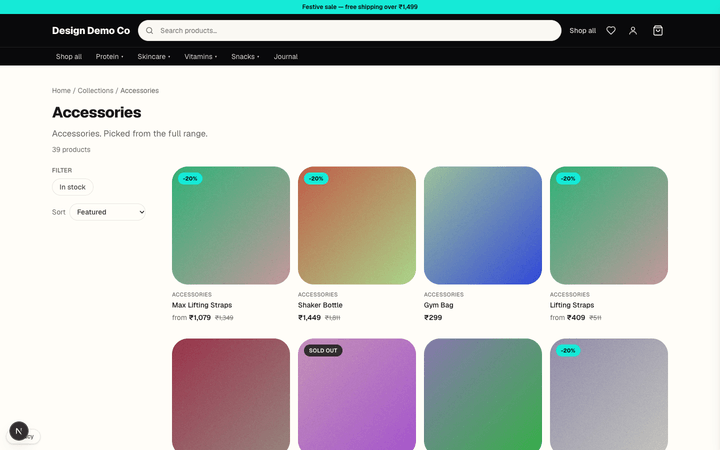 Festive sale — free shipping over ₹1,499
Design Demo Co
Search products...
Shop all
Shop all
Protein
Skincare
Vitamins
Snacks
Journal
Home / Collections / Accessories
Accessories
Accessories. Picked from the full range.
39 products
FILTER
In stock
Sort
Featured
-20%
-20%
-20%
ACCESSORIES
Max Lifting Straps
from ₹1,079 ₹1,349
ACCESSORIES
Shaker Bottle
₹1,449 ₹1,811
ACCESSORIES
Gym Bag
₹299
ACCESSORIES
Lifting Straps
from ₹409 ₹511
SOLD OUT
-20%
N